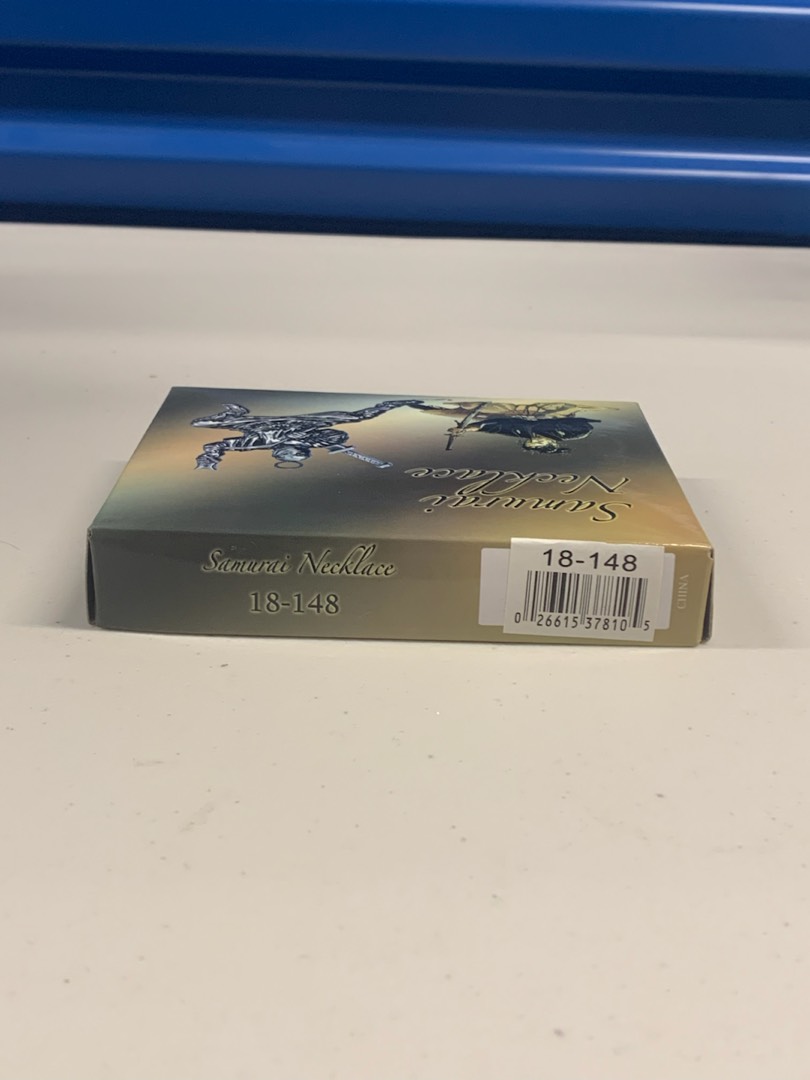 Samurai
Necklace
Samurai Necklace
18-148
18-148
0 26615 37810 5
CHINA